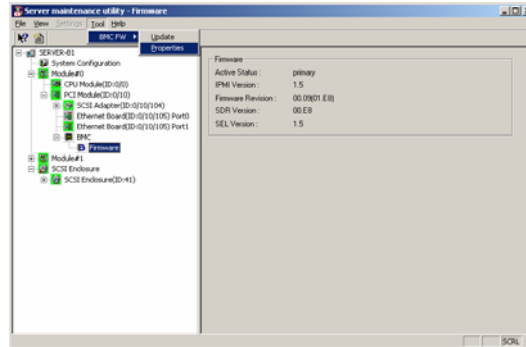 Server maintenance utility - Firmware
File View Settings Tool Help
BMC FW Update
Properties
SERVER-B1
System Configuration
Module#0
CPU Module(ID:0/0)
PCI Module(ID:0/10)
SCSI Adapter(ID:0/10/104)
Ethernet Board(ID:0/10/105) Port0
Ethernet Board(ID:0/10/105) Port1
BMC
Firmware
Module#1
SCSI Enclosure
SCSI Enclosure(ID:41)
Firmware
Active Status : primary
IPMI Version : 1.5
Firmware Revision : 00.09(01.E8)
SDR Version : 00.E8
SEL Version : 1.5
SCRL